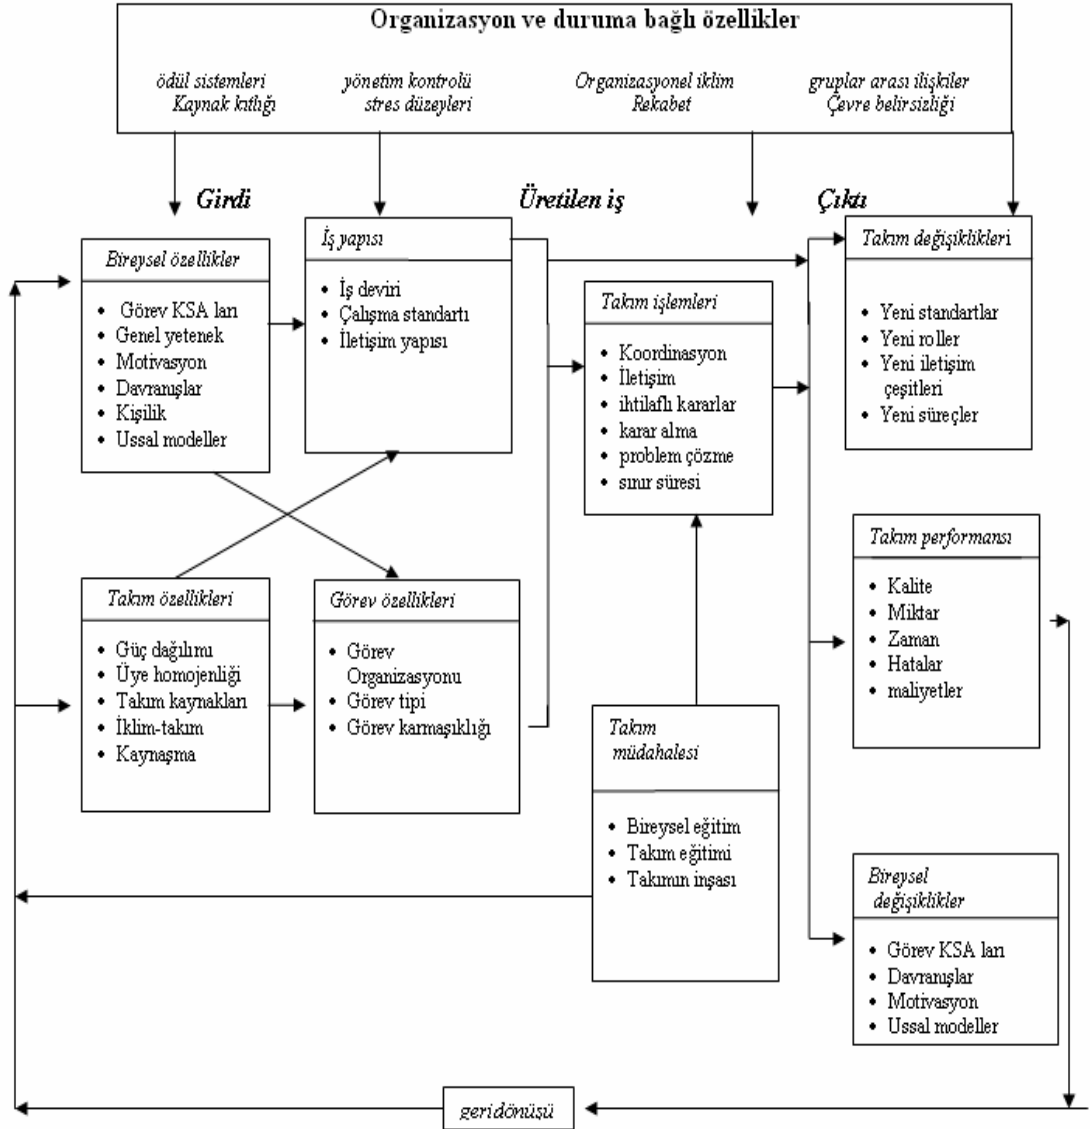 Organizasyon ve duruma bağlı özellikler
ödül sistemleri
Kaynak kıtlığı
yönetim kontrolü
stres düzeyleri
Organizasyonel iklim
Rekabet
gruplar arası ilişkiler
Çevre belirsizliği
Girdi
Üretilen iş
Çıktı
Bireysel özellikler
• Görev KSA ları
• Genel yetenek
• Motivasyon
• Davranışlar
• Kişilik
• Ussal modeller
İş yapısı
• İş deviri
• Çalışma standartı
• İletişim yapısı
Takım işlemleri
• Koordinasyon
• İletişim
• ihtilaflı kararlar
• karar alma
• problem çözme
• sınır süresi
Takım değişiklikleri
• Yeni standartlar
• Yeni roller
• Yeni iletişim
çeşitleri
• Yeni süreçler
Takım özellikleri
• Güç dağılımı
• Üye homojenliği
• Takım kaynakları
• İklim-takım
• Kaynaşma
Görev özellikleri
• Görev
Organizasyonu
• Görev tipi
• Görev karmaşıklığı
Takım
müdahalesi
• Bireysel eğitim
• Takım eğitimi
• Takımın inşası
Takım performansı
• Kalite
• Miktar
• Zaman
• Hatalar
• maliyetler
Bireysel
değişiklikler
• Görev KSA ları
• Davranışlar
• Motivasyon
• Ussal modeller
geridönüşü